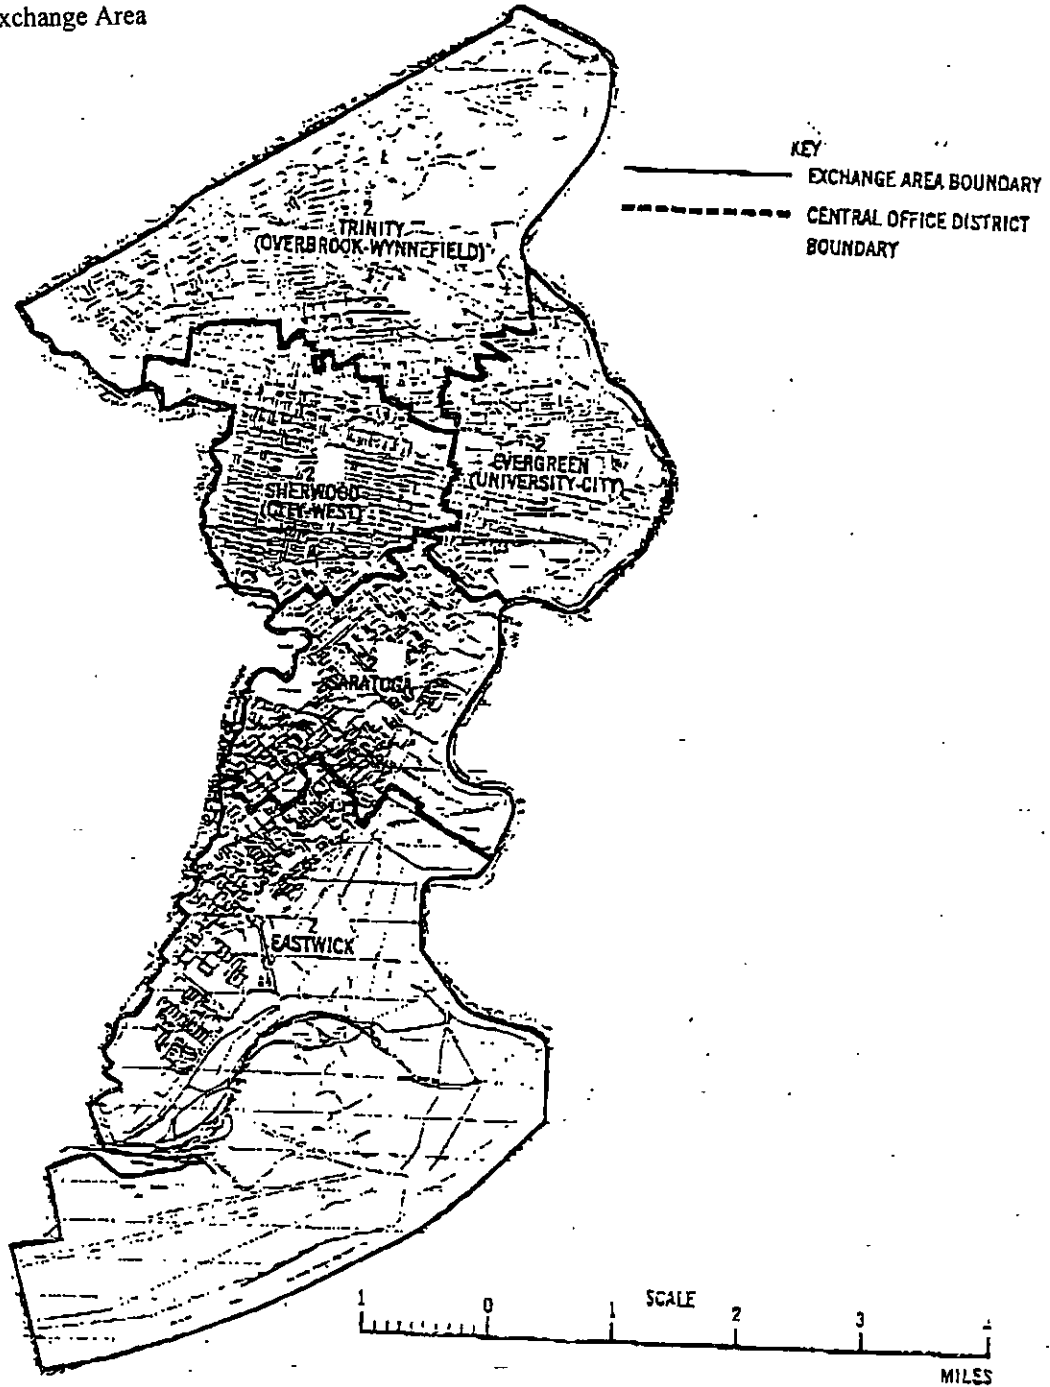 xchange Area
KEY
EXCHANGE AREA BOUNDARY
CENTRAL OFFICE DISTRICT
BOUNDARY
2
TRINITY
(OVERBROOK-WYNNEFIELD)
2
EVERGREEN
(UNIVERSITY-CITY)
2
SHERWOOD
(CITY-WEST)
SARATOGA
2
EASTWICK
SCALE
1 0 1 2 3 4
MILES